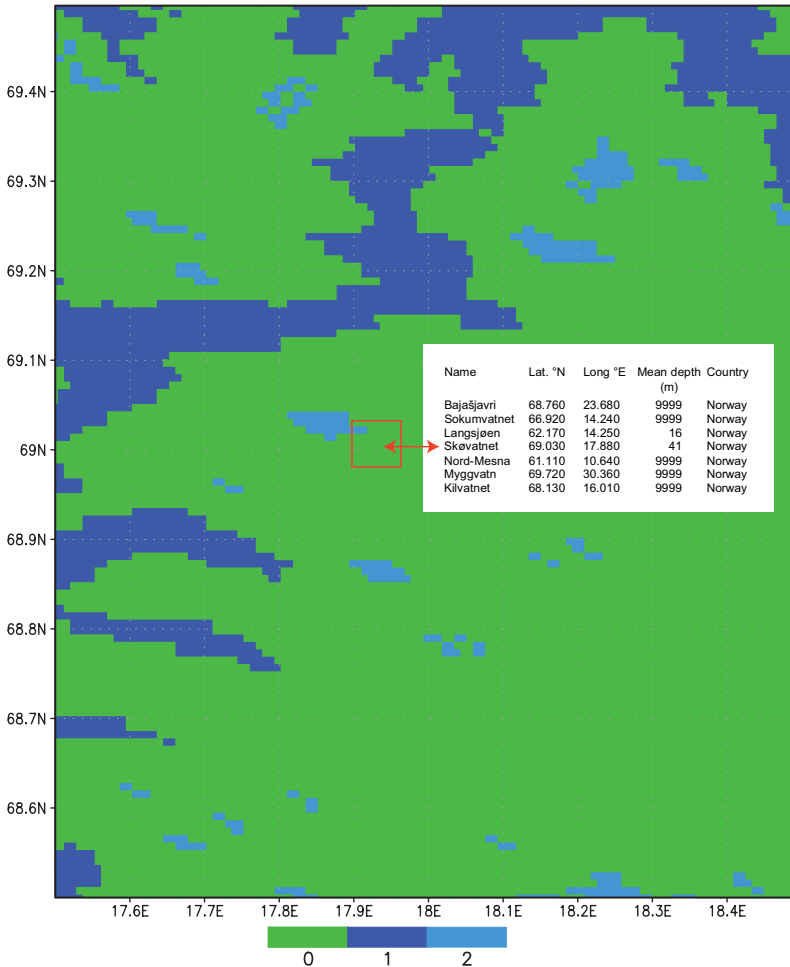 69.4N
69.3N
69.2N
69.1N
Name Lat. °N Long °E Mean depth (m) Country
Bajašjavri 68.760 23.680 9999 Norway
Sokumvatnet 66.920 14.240 9999 Norway
Langsjøen 62.170 14.250 16 Norway
Skøvatnet 69.030 17.880 41 Norway
Nord-Mesna 61.110 10.640 9999 Norway
Myggvatn 69.720 30.360 9999 Norway
Kilvatnet 68.130 16.010 9999 Norway
69N
68.9N
68.8N
68.7N
68.6N
17.6E 17.7E 17.8E 17.9E 18E 18.1E 18.2E 18.3E 18.4E
0 1 2